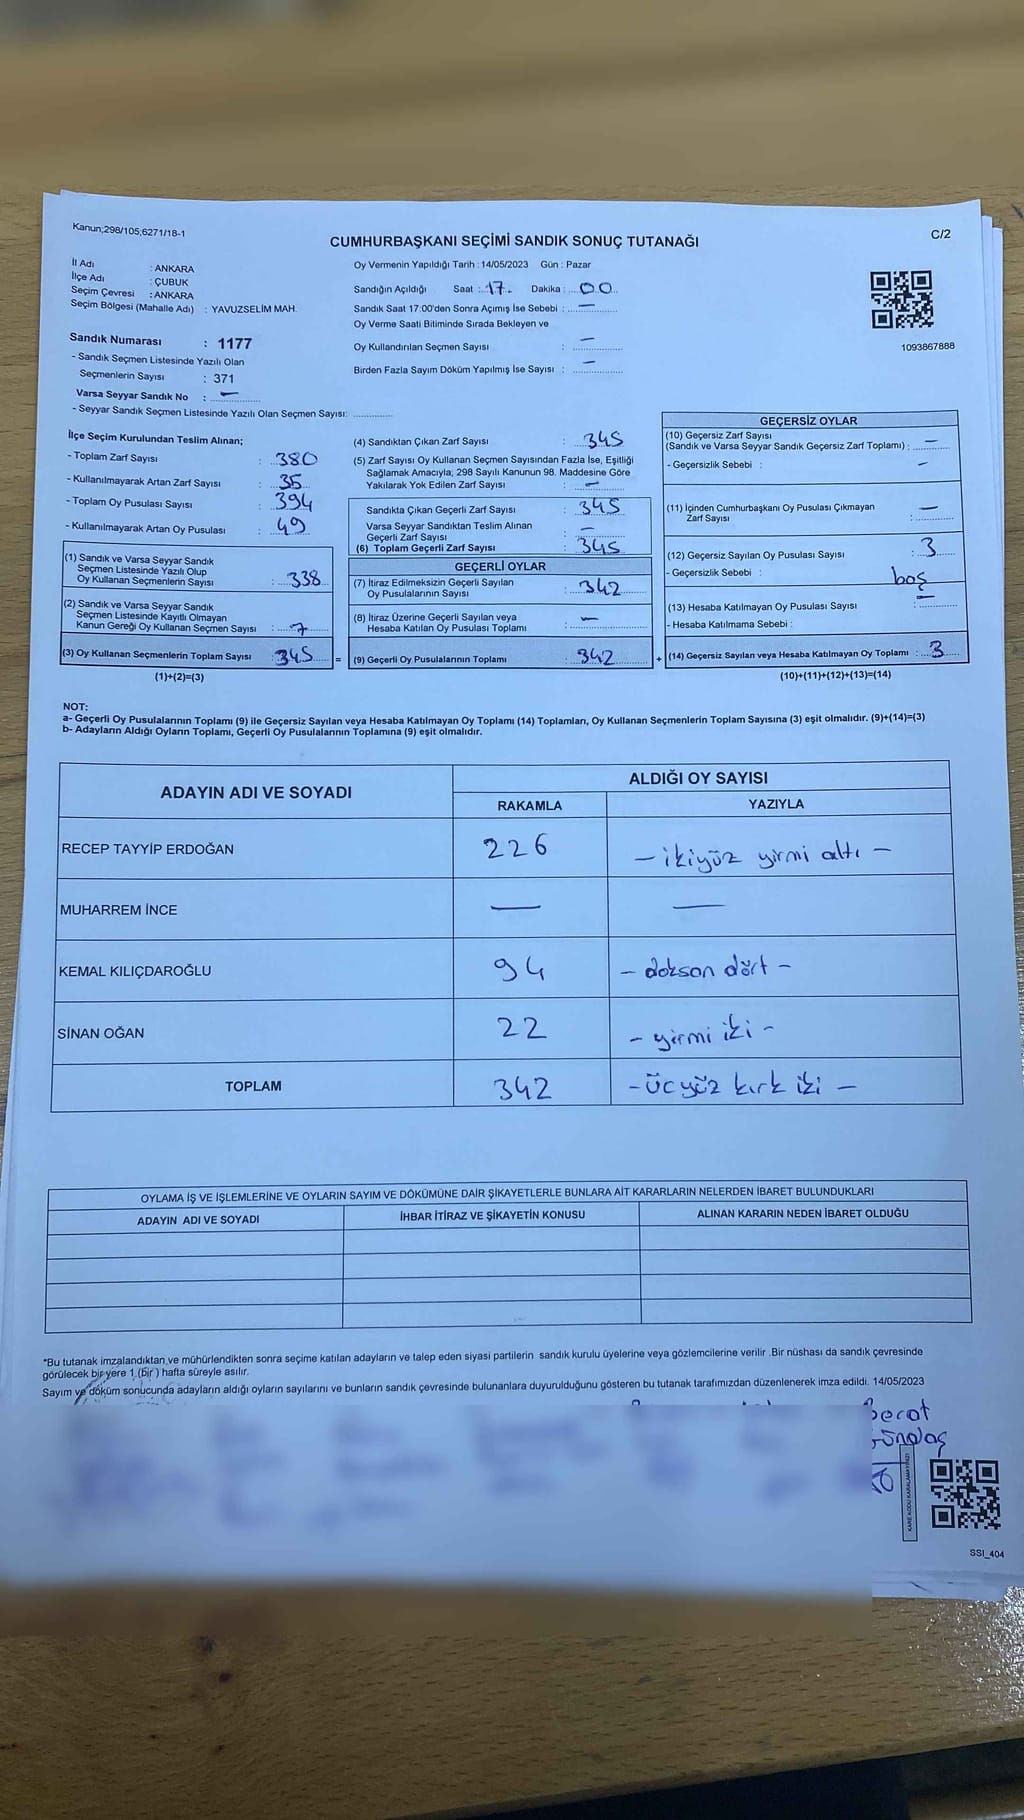 Kanun;298/105,6271/18-1
C/2
CUMHURBAŞKANI SEÇİMİ SANDIK SONUÇ TUTANAĞI
İl Adı : ANKARA
İlçe Adı : ÇUBUK
Seçim Çevresi : ANKARA
Seçim Bölgesi (Mahalle Adı) : YAVUZSELİM MAH.
Oy Vermenin Yapıldığı Tarih : 14/05/2023 Gün : Pazar
Sandığın Açıldığı Saat : 17. Dakika : 00
Sandık Saat 17:00'den Sonra Açımış İse Sebebi : —
Oy Verme Saati Bitiminde Sırada Bekleyen ve
Oy Kullandırılan Seçmen Sayısı : —
Birden Fazla Sayım Döküm Yapılmış İse Sayısı : —
1093867888
Sandık Numarası : 1177
- Sandık Seçmen Listesinde Yazılı Olan
Seçmenlerin Sayısı : 371
Varsa Seyyar Sandık No : —
- Seyyar Sandık Seçmen Listesinde Yazılı Olan Seçmen Sayısı:
İlçe Seçim Kurulundan Teslim Alınan;
- Toplam Zarf Sayısı : 380
- Kullanılmayarak Artan Zarf Sayısı : 35
- Toplam Oy Pusulası Sayısı : 394
- Kullanılmayarak Artan Oy Pusulası : 49
(1) Sandık ve Varsa Seyyar Sandık
Seçmen Listesinde Yazılı Olup
Oy Kullanan Seçmenlerin Sayısı : 338
(2) Sandık ve Varsa Seyyar Sandık
Seçmen Listesinde Kayıtlı Olmayan
Kanun Gereği Oy Kullanan Seçmen Sayısı : 7
(3) Oy Kullanan Seçmenlerin Toplam Sayısı 345 =
(1)+(2)=(3)
(4) Sandıktan Çıkan Zarf Sayısı : 345
(5) Zarf Sayısı Oy Kullanan Seçmen Sayısından Fazla İse, Eşitliği
Sağlamak Amacıyla, 298 Sayılı Kanunun 98. Maddesine Göre
Yakılarak Yok Edilen Zarf Sayısı : —
Sandıkta Çıkan Geçerli Zarf Sayısı : 345
Varsa Seyyar Sandıktan Teslim Alınan
Geçerli Zarf Sayısı : —
(6) Toplam Geçerli Zarf Sayısı : 345
GEÇERLİ OYLAR
(7) İtiraz Edilmeksizin Geçerli Sayılan
Oy Pusulalarının Sayısı : 342
(8) İtiraz Üzerine Geçerli Sayılan veya
Hesaba Katılan Oy Pusulası Toplamı : —
(9) Geçerli Oy Pusulalarının Toplamı : 342 +
GEÇERSİZ OYLAR
(10) Geçersiz Zarf Sayısı
(Sandık ve Varsa Seyyar Sandık Geçersiz Zarf Toplamı) : —
- Geçersizlik Sebebi : —
(11) İçinden Cumhurbaşkanı Oy Pusulası Çıkmayan
Zarf Sayısı : —
(12) Geçersiz Sayılan Oy Pusulası Sayısı : 3
- Geçersizlik Sebebi : boş
(13) Hesaba Katılmayan Oy Pusulası Sayısı : —
- Hesaba Katılmama Sebebi :
(14) Geçersiz Sayılan veya Hesaba Katılmayan Oy Toplamı : 3
(10)+(11)+(12)+(13)=(14)
NOT:
a- Geçerli Oy Pusulalarının Toplamı (9) ile Geçersiz Sayılan veya Hesaba Katılmayan Oy Toplamı (14) Toplamları, Oy Kullanan Seçmenlerin Toplam Sayısına (3) eşit olmalıdır. (9)+(14)=(3)
b- Adayların Aldığı Oyların Toplamı, Geçerli Oy Pusulalarının Toplamına (9) eşit olmalıdır.
ADAYIN ADI VE SOYADI
ALDIĞI OY SAYISI
RAKAMLA YAZIYLA
RECEP TAYYİP ERDOĞAN 226 — ikiyüz yirmi altı —
MUHARREM İNCE — —
KEMAL KILIÇDAROĞLU 94 — doksan dört —
SİNAN OĞAN 22 — yirmi iki —
TOPLAM 342 — üçyüz kırk iki —
OYLAMA İŞ VE İŞLEMLERİNE VE OYLARIN SAYIM VE DÖKÜMÜNE DAİR ŞİKAYETLERLE BUNLARA AİT KARARLARIN NELERDEN İBARET BULUNDUKLARI
ADAYIN ADI VE SOYADI İHBAR İTİRAZ VE ŞİKAYETİN KONUSU ALINAN KARARIN NEDEN İBARET OLDUĞU
*Bu tutanak imzalandıktan ve mühürlendikten sonra seçime katılan adayların ve talep eden siyasi partilerin sandık kurulu üyelerine veya gözlemcilerine verilir .Bir nüshası da sandık çevresinde
görülecek bir yere 1 (bir ) hafta süreyle asılır.
Sayım ve döküm sonucunda adayların aldığı oyların sayılarını ve bunların sandık çevresinde bulunanlara duyurulduğunu gösteren bu tutanak tarafımızdan düzenlenerek imza edildi. 14/05/2023
Berat
KARE KODU KARALAMAYINIZ!
SSI_404